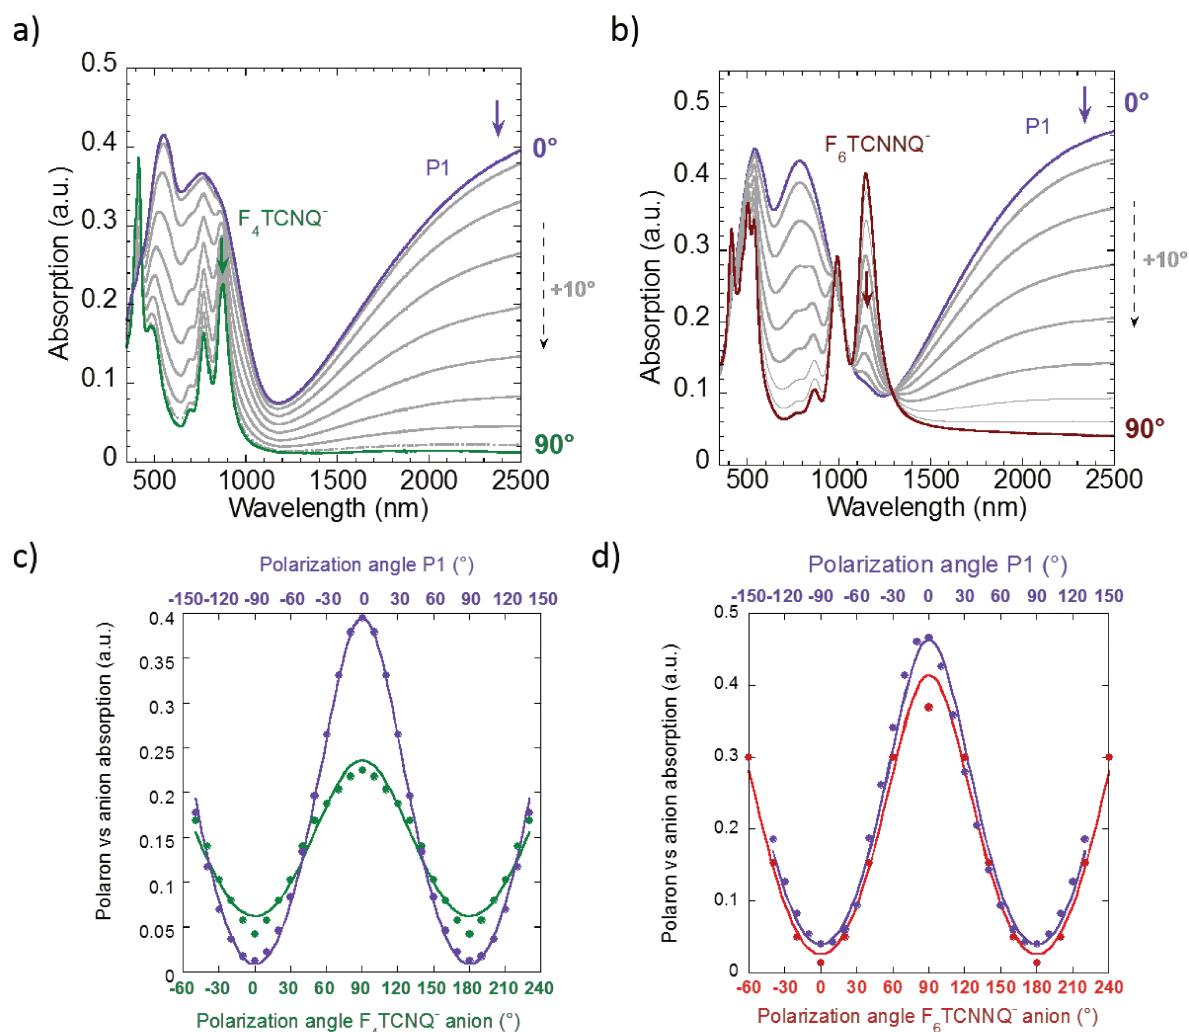 a)
0.5
0.4
0.3
0.2
0.1
0
Absorption (a.u.)
P1
0°
F4TCNQ-
+10°
90°
500 1000 1500 2000 2500
Wavelength (nm)
b)
0.5
0.4
0.3
0.2
0.1
0
Absorption (a.u.)
F6TCNNQ-
P1
0°
+10°
90°
500 1000 1500 2000 2500
Wavelength (nm)
c)
Polarization angle P1 (°)
-150 -120 -90 -60 -30 0 30 60 90 120 150
0.4
0.35
0.3
0.25
0.2
0.15
0.1
0.05
0
Polaron vs anion absorption (a.u.)
-60 -30 0 30 60 90 120 150 180 210 240
Polarization angle F4TCNQ- anion (°)
d)
Polarization angle P1 (°)
-150 -120 -90 -60 -30 0 30 60 90 120 150
0.5
0.4
0.3
0.2
0.1
0
Polaron vs anion absorption (a.u.)
-60 -30 0 30 60 90 120 150 180 210 240
Polarization angle F6TCNNQ- anion (°)